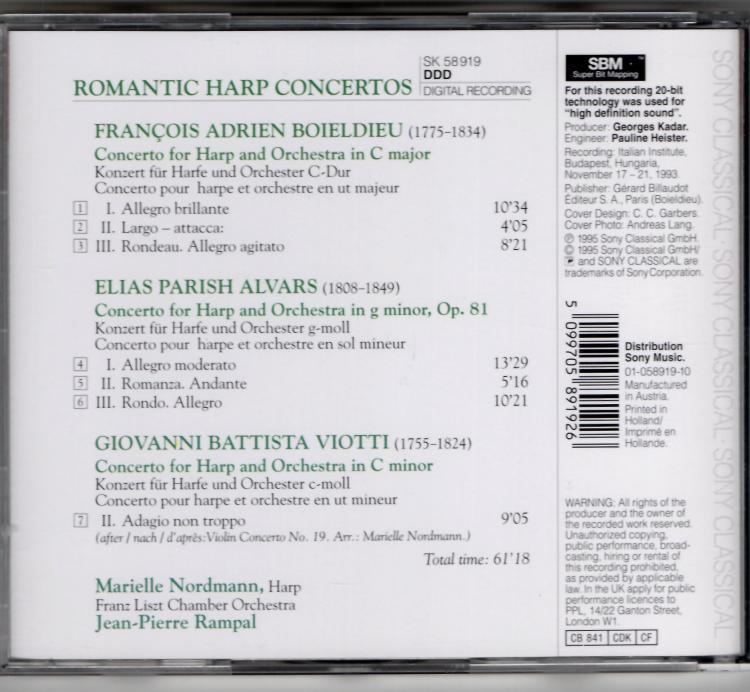 SK 58919
DDD
ROMANTIC HARP CONCERTOS
DIGITAL RECORDING
FRANÇOIS ADRIEN BOIELDIEU (1775-1834)
Concerto for Harp and Orchestra in C major
Konzert für Harfe und Orchester C-Dur
Concerto pour harpe et orchestre en ut majeur
1 I. Allegro brillante 10'34
2 II. Largo – attacca: 4'05
3 III. Rondeau. Allegro agitato 8'21
ELIAS PARISH ALVARS (1808-1849)
Concerto for Harp and Orchestra in g minor, Op. 81
Konzert für Harfe und Orchester g-moll
Concerto pour harpe et orchestre en sol mineur
4 I. Allegro moderato 13'29
5 II. Romanza. Andante 5'16
6 III. Rondo. Allegro 10'21
GIOVANNI BATTISTA VIOTTI (1755-1824)
Concerto for Harp and Orchestra in C minor
Konzert für Harfe und Orchester c-moll
Concerto pour harpe et orchestre en ut mineur
7 II. Adagio non troppo 9'05
(after / nach / d'après:Violin Concerto No. 19. Arr.: Marielle Nordmann.)
Total time: 61'18
Marielle Nordmann, Harp
Franz Liszt Chamber Orchestra
Jean-Pierre Rampal
SBM ™
Super Bit Mapping
For this recording 20-bit
technology was used for
"high definition sound".
Producer: Georges Kadar.
Engineer: Pauline Heister.
Recording: Italian Institute,
Budapest, Hungaria,
November 17 – 21, 1993.
Publisher: Gérard Billaudot
Éditeur S. A., Paris (Boieldieu).
Cover Design: C. C. Garbers.
Cover Photo: Andreas Lang.
℗ 1995 Sony Classical GmbH.
© 1995 Sony Classical GmbH/
and SONY CLASSICAL are
trademarks of Sony Corporation.
5 099705 891926
Distribution
Sony Music.
01-058919-10
Manufactured
in Austria.
Printed in
Holland/
Imprimé en
Hollande.
WARNING: All rights of the
producer and the owner of
the recorded work reserved.
Unauthorized copying,
public performance, broad-
casting, hiring or rental of
this recording prohibited,
as provided by applicable
law. In the UK apply for public
performance licences to
PPL, 14/22 Ganton Street,
London W1.
CB 841 CDK CF
SONY CLASSICAL · SONY CLASSICAL · SONY CLASSICAL